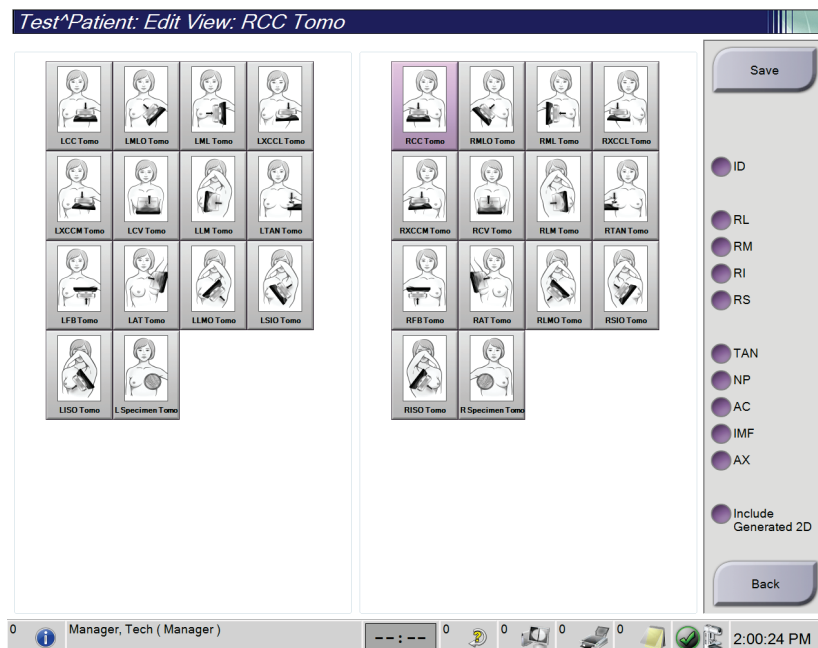 Test^Patient: Edit View: RCC Tomo
LCC Tomo LMLO Tomo LML Tomo LXCCL Tomo
LXCCM Tomo LCV Tomo LLM Tomo LTAN Tomo
LFB Tomo LAT Tomo LLMO Tomo LSIO Tomo
LISO Tomo L Specimen Tomo
RCC Tomo RMLO Tomo RML Tomo RXCCL Tomo
RXCCM Tomo RCV Tomo RLM Tomo RTAN Tomo
RFB Tomo RAT Tomo RLMO Tomo RSIO Tomo
RISO Tomo R Specimen Tomo
Save
ID
RL
RM
RI
RS
TAN
NP
AC
IMF
AX
Include
Generated 2D
Back
0 Manager, Tech ( Manager ) --:-- 0 0 0 0 2:00:24 PM